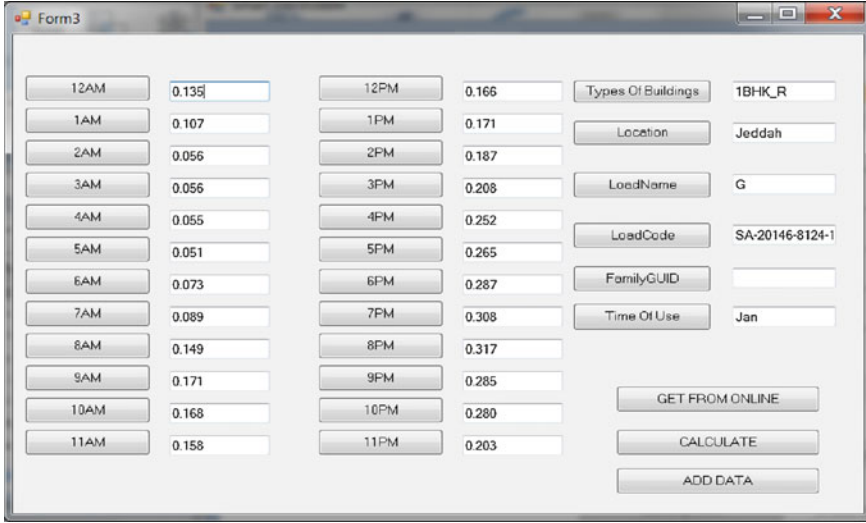 Form3
12AM 0.135 12PM 0.166 Types Of Buildings 1BHK_R
1AM 0.107 1PM 0.171 Location Jeddah
2AM 0.056 2PM 0.187
3AM 0.056 3PM 0.208 LoadName G
4AM 0.055 4PM 0.252
5AM 0.051 5PM 0.265 LoadCode SA-20146-8124-1
6AM 0.073 6PM 0.287 FamilyGUID
7AM 0.089 7PM 0.308 Time Of Use Jan
8AM 0.149 8PM 0.317
9AM 0.171 9PM 0.285
10AM 0.168 10PM 0.280 GET FROM ONLINE
11AM 0.158 11PM 0.203 CALCULATE
ADD DATA